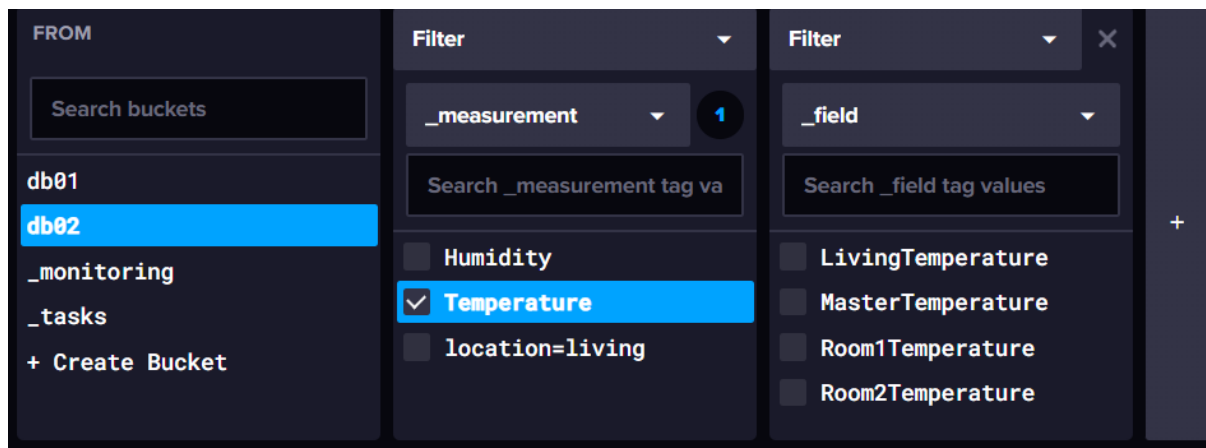 FROM
Search buckets
db01
db02
_monitoring
_tasks
+ Create Bucket
Filter
_measurement
1
Search _measurement tag va
Humidity
Temperature
location=living
Filter
_field
Search _field tag values
LivingTemperature
MasterTemperature
Room1Temperature
Room2Temperature
+